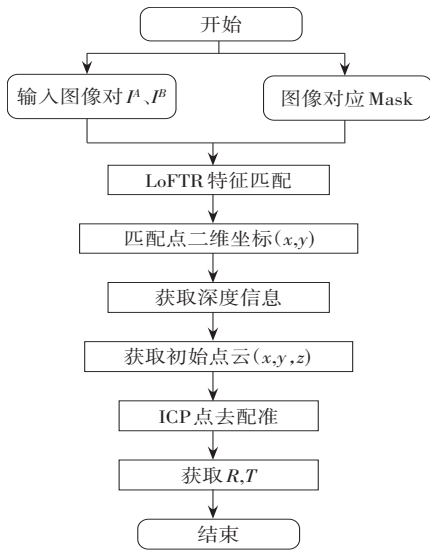 开始
输入图像对I^A、I^B
图像对应Mask
LoFTR特征匹配
匹配点二维坐标(x,y)
获取深度信息
获取初始点云(x,y,z)
ICP点去配准
获取R,T
结束